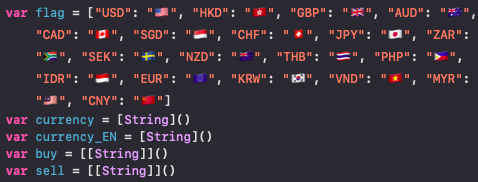 var flag = ["USD": "🇺🇸", "HKD": "🇭🇰", "GBP": "🇬🇧", "AUD": "🇦🇺",
"CAD": "🇨🇦", "SGD": "🇸🇬", "CHF": "🇨🇭", "JPY": "🇯🇵", "ZAR":
"🇿🇦", "SEK": "🇸🇪", "NZD": "🇳🇿", "THB": "🇹🇭", "PHP": "🇵🇭",
"IDR": "🇮🇩", "EUR": "🇪🇺", "KRW": "🇰🇷", "VND": "🇻🇳", "MYR":
"🇲🇾", "CNY": "🇨🇳"]
var currency = [String]()
var currency_EN = [String]()
var buy = [[String]]()
var sell = [[String]]()